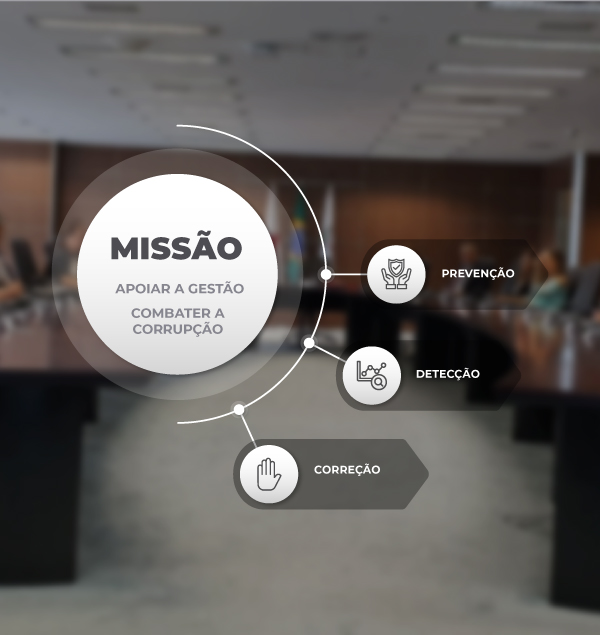 MISSÃO
APOIAR A GESTÃO
COMBATER A
CORRUPÇÃO
PREVENÇÃO
DETECÇÃO
CORREÇÃO